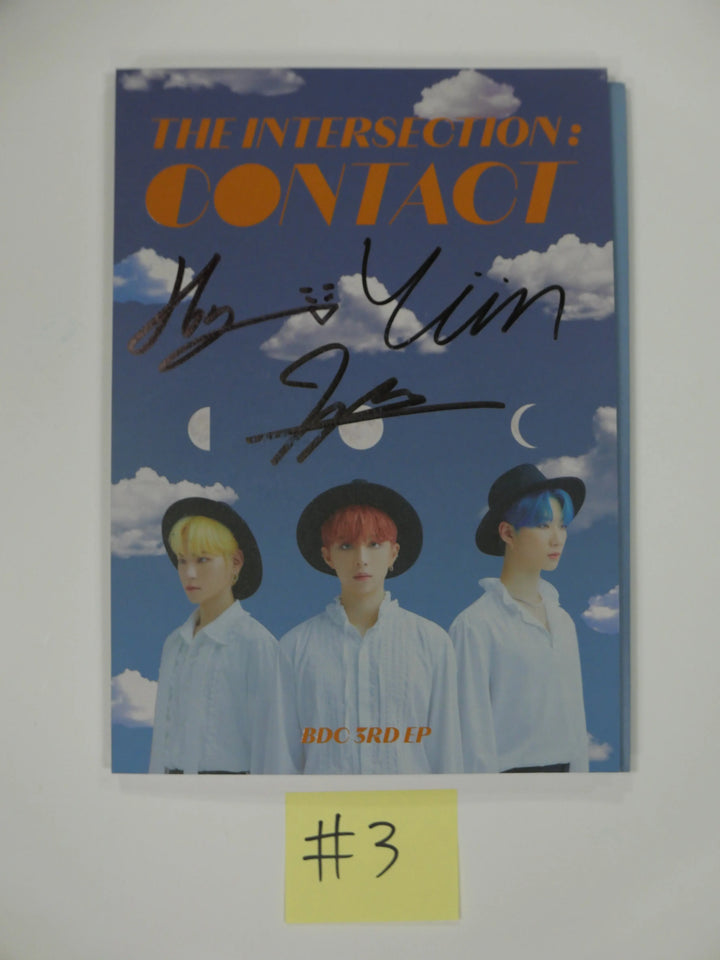 THE INTERSECTION:
CONTACT
BDC 3RD EP
#3